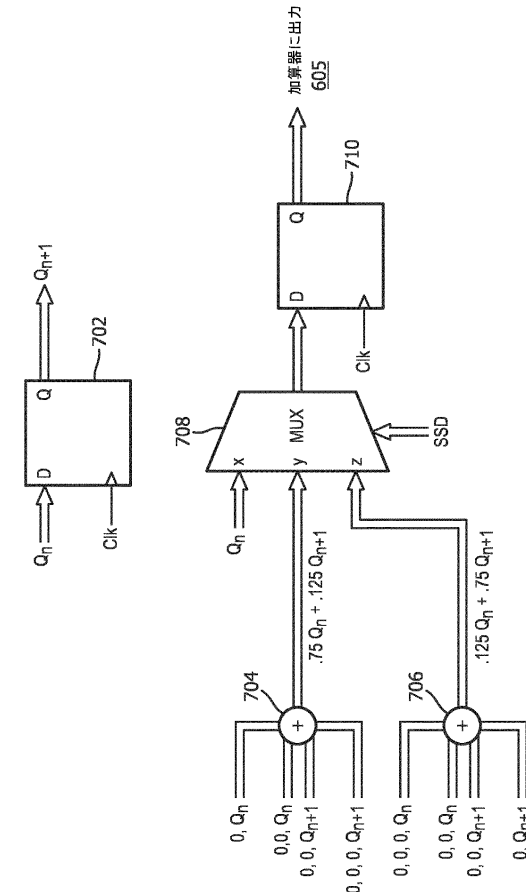 Qn
D
Q
Qn+1
Clk
702
0, Qn
0,0, Qn
0, 0, Qn+1
0, 0, 0, Qn+1
+
704
.75 Qn + .125 Qn+1
0, 0, 0, Qn
0, 0, Qn
0, 0, Qn+1
0, Qn+1
+
706
.125 Qn + .75 Qn+1
Qn
x
y
z
MUX
708
SSD
D
Q
Clk
710
加算器に出力
605